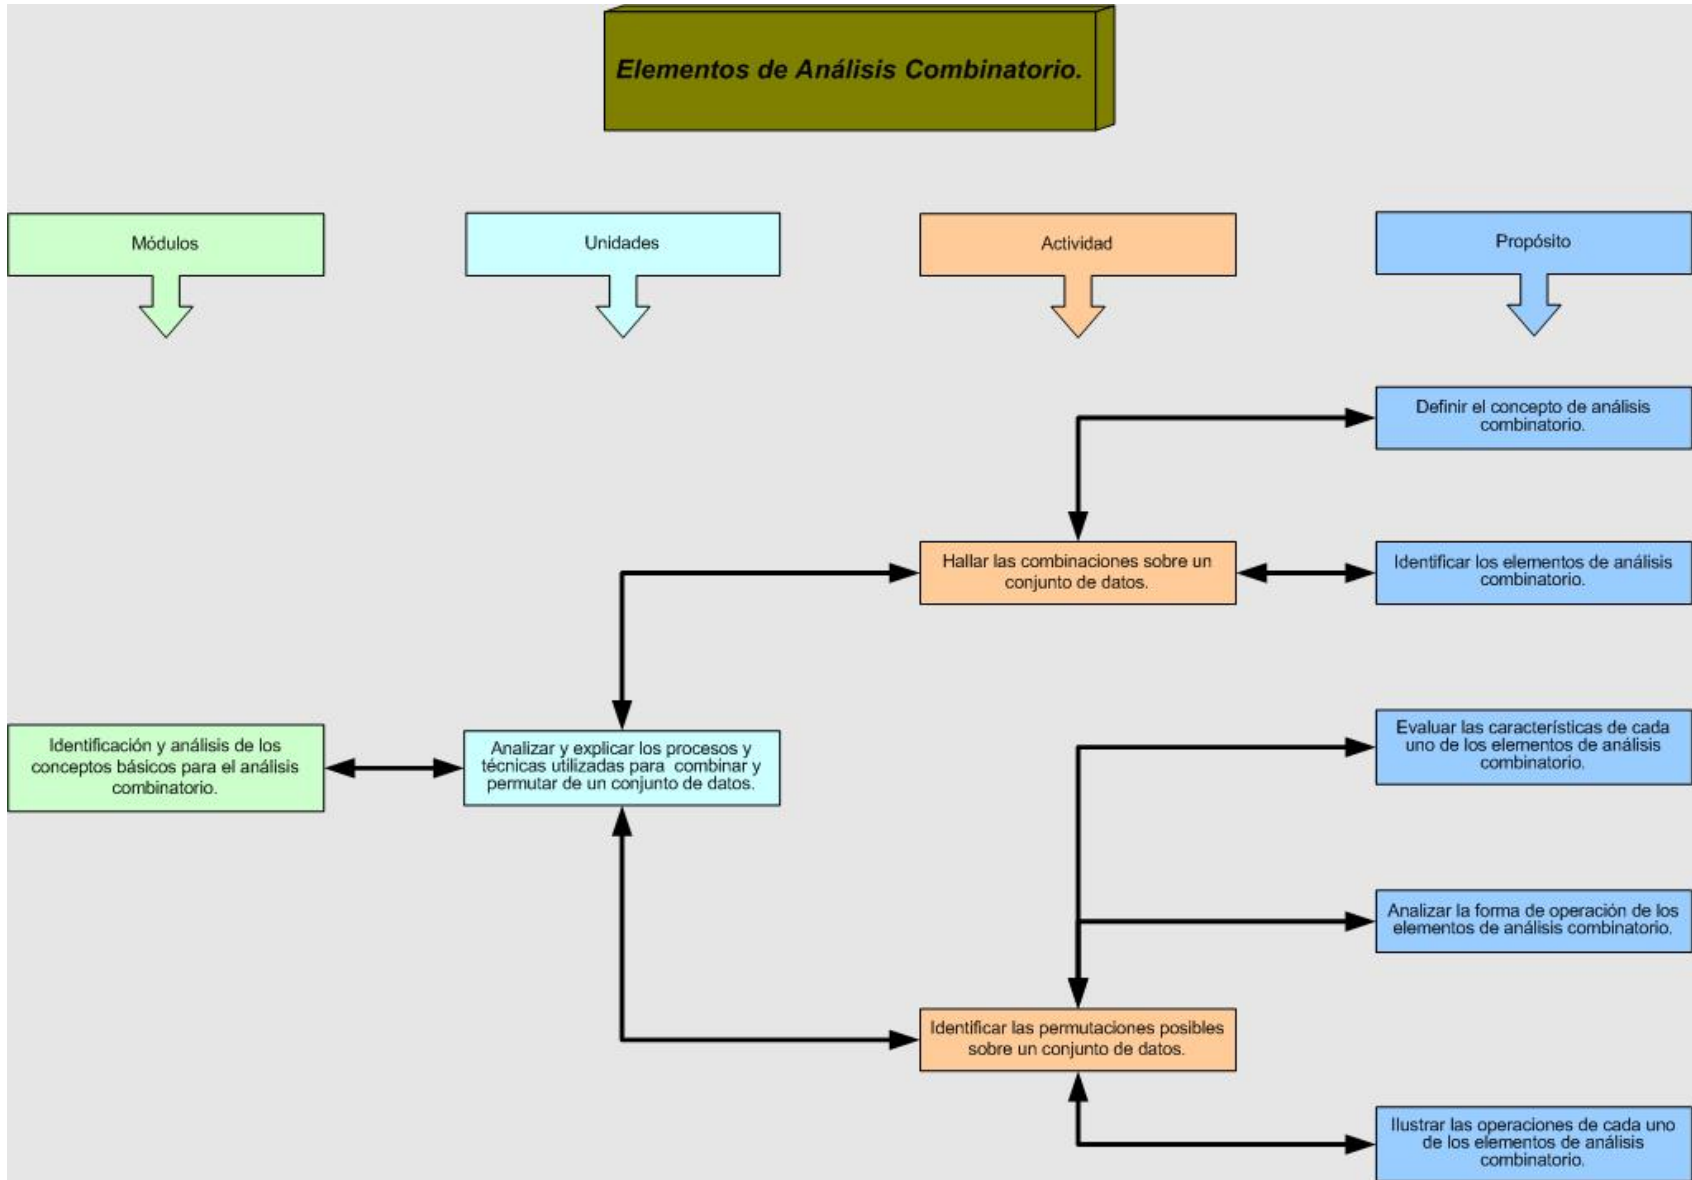 Elementos de Análisis Combinatorio.
Módulos
Unidades
Actividad
Propósito
Definir el concepto de análisis
combinatorio.
Hallar las combinaciones sobre un
conjunto de datos.
Identificar los elementos de análisis
combinatorio.
Identificación y análisis de los
conceptos básicos para el análisis
combinatorio.
Analizar y explicar los procesos y
técnicas utilizadas para combinar y
permutar de un conjunto de datos.
Evaluar las características de cada
uno de los elementos de análisis
combinatorio.
Analizar la forma de operación de los
elementos de análisis combinatorio.
Identificar las permutaciones posibles
sobre un conjunto de datos.
Ilustrar las operaciones de cada uno
de los elementos de análisis
combinatorio.